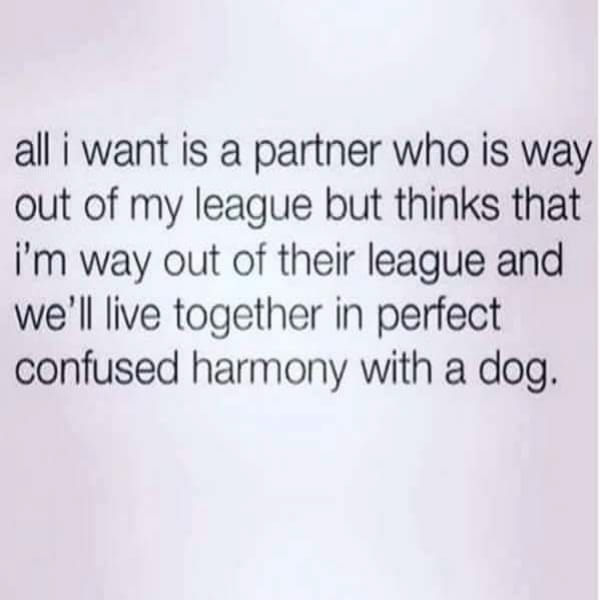 all i want is a partner who is way
out of my league but thinks that
i'm way out of their league and
we'll live together in perfect
confused harmony with a dog.